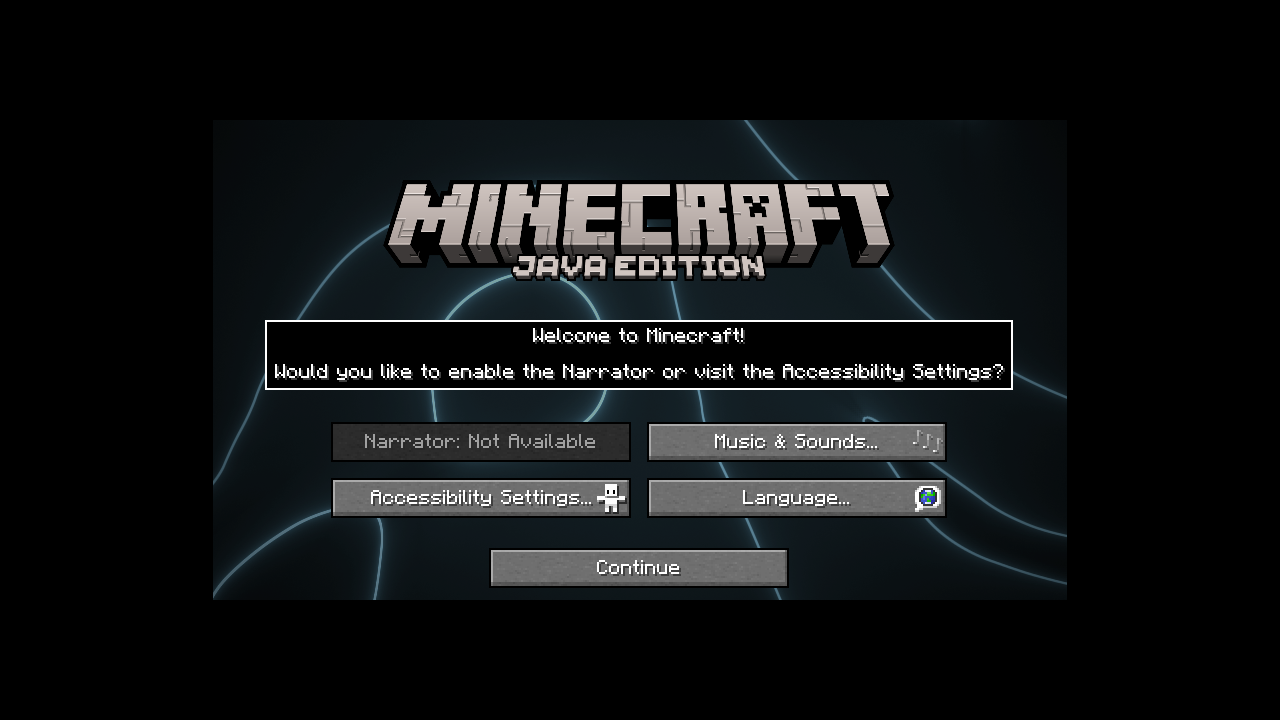 MINECRAFT
JAVA EDITION
Welcome to Minecraft!
Would you like to enable the Narrator or visit the Accessibility Settings?
Narrator: Not Available
Music & Sounds...
Accessibility Settings...
Language...
Continue